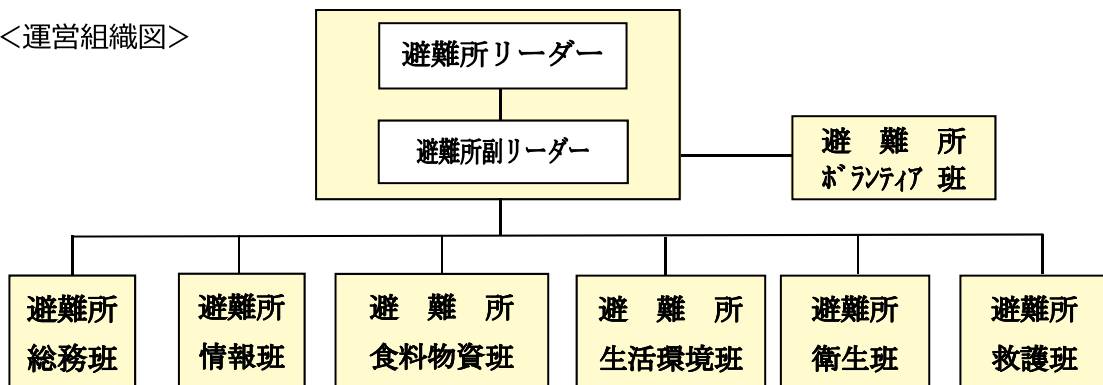 <運営組織図>
避難所リーダー
避難所副リーダー
避　難　所
ボランティア 班
避難所
総務班
避難所
情報班
避　難　所
食料物資班
避　難　所
生活環境班
避難所
衛生班
避難所
救護班